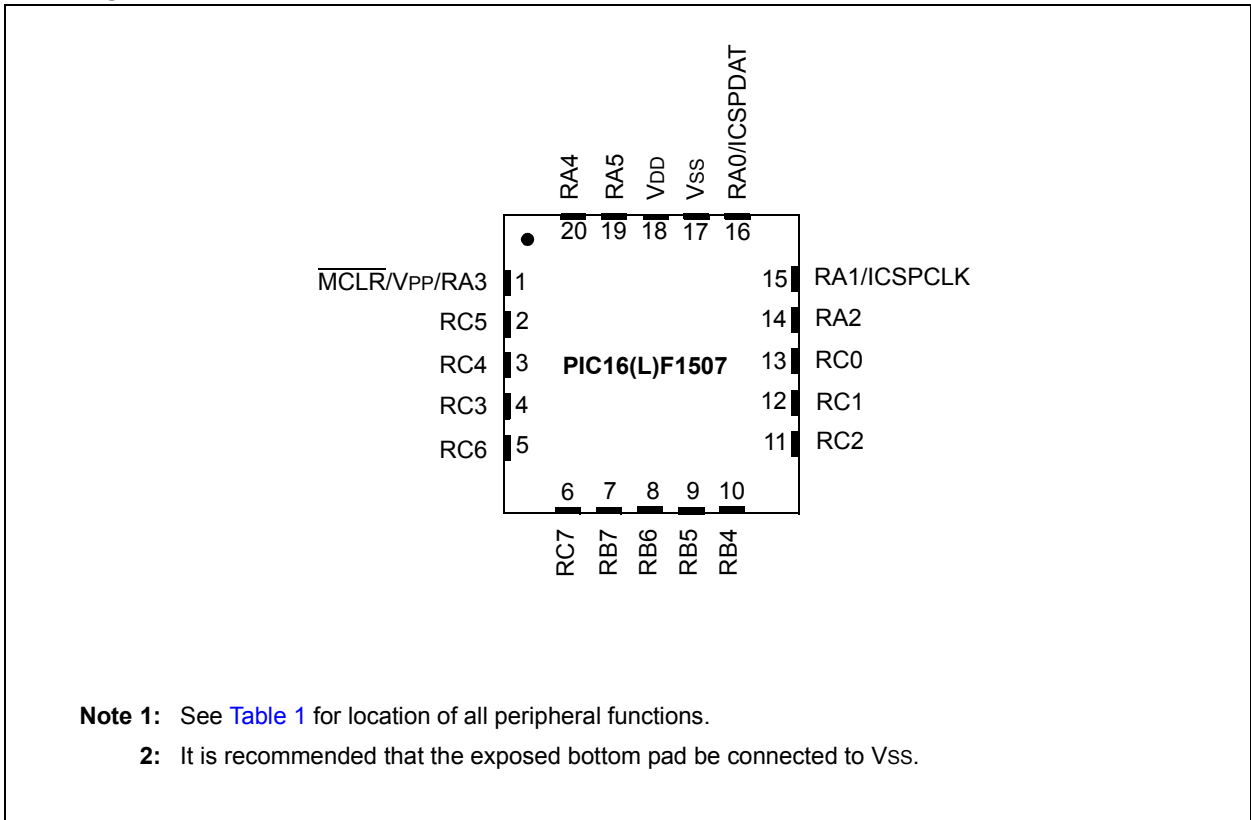 RA4
RA5
VDD
VSS
RA0/ICSPDAT
20 19 18 17 16
MCLR/VPP/RA3 1
RC5 2
RC4 3
RC3 4
RC6 5
PIC16(L)F1507
15 RA1/ICSPCLK
14 RA2
13 RC0
12 RC1
11 RC2
6 7 8 9 10
RC7
RB7
RB6
RB5
RB4
Note 1: See Table 1 for location of all peripheral functions.
2: It is recommended that the exposed bottom pad be connected to VSS.